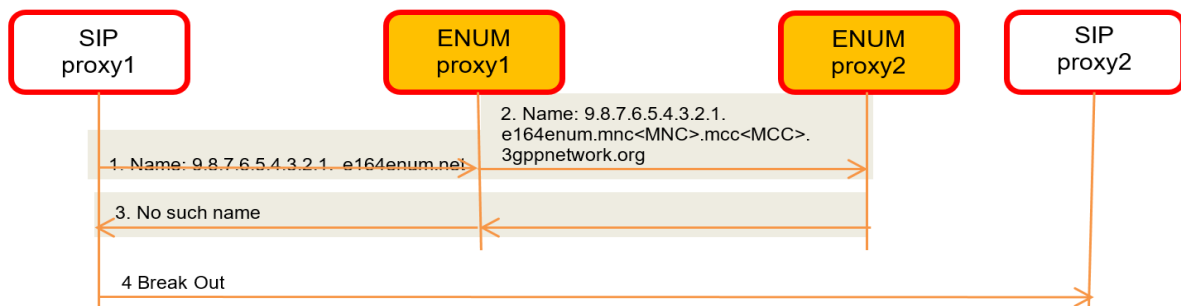 SIP
proxy1
ENUM
proxy1
ENUM
proxy2
SIP
proxy2
2. Name: 9.8.7.6.5.4.3.2.1.
e164enum.mnc<MNC>.mcc<MCC>.
3gppnetwork.org
1. Name: 9.8.7.6.5.4.3.2.1. e164enum.net
3. No such name
4 Break Out